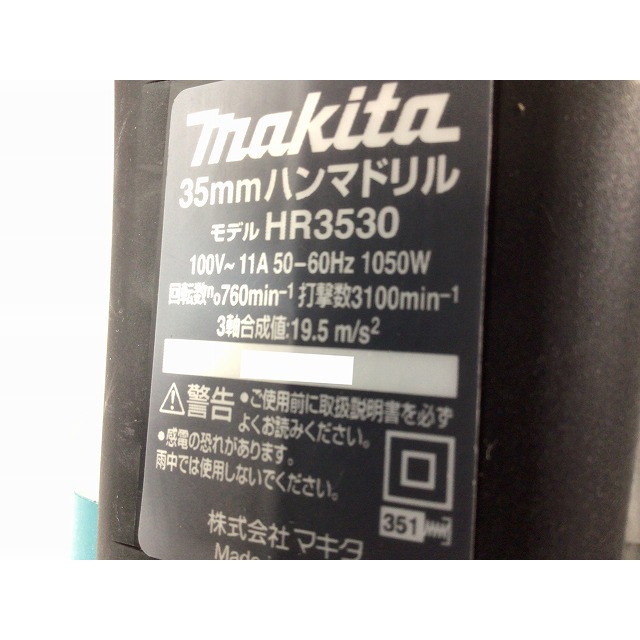 makita
35mmハンマドリル
モデル HR3530
100V~ 11A 50-60Hz 1050W
回転数no760min-1 打撃数3100min-1
3軸合成値:19.5 m/s2
警告 •ご使用前に取扱説明書を必ず
よくお読みください。
•感電の恐れがあります。
雨中では使用しないでください。
351
株式会社 マキタ
Made